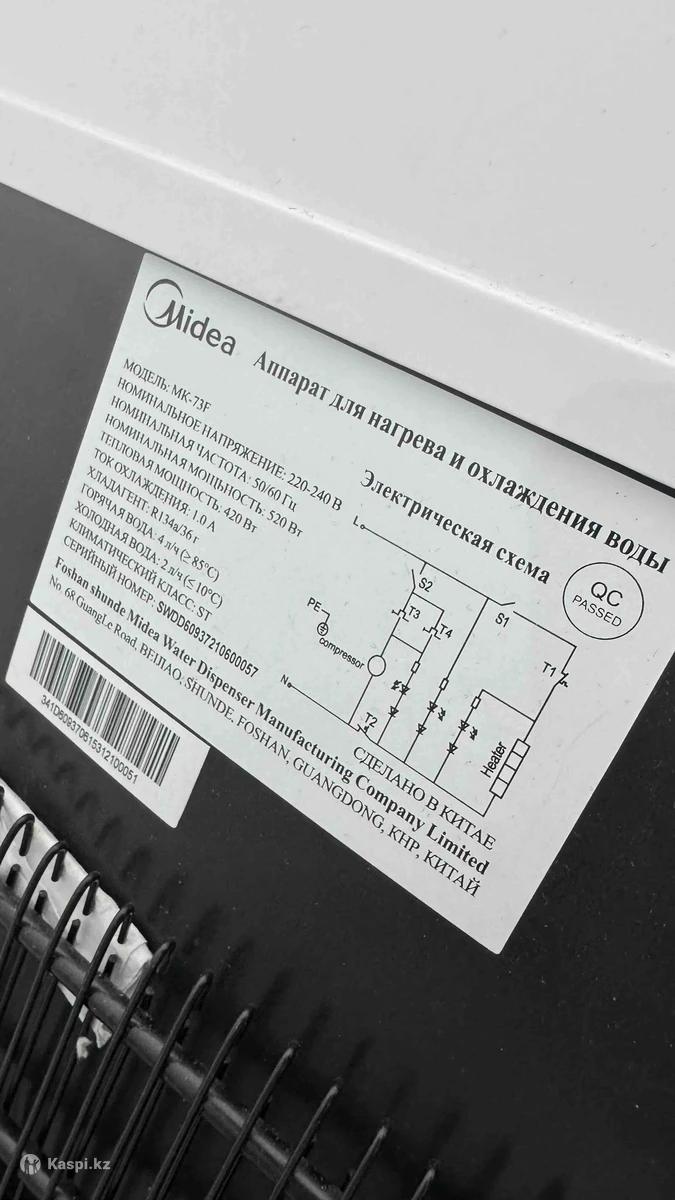 Midea
Аппарат для нагрева и охлаждения воды
МОДЕЛЬ: MK-73F
НОМИНАЛЬНОЕ НАПРЯЖЕНИЕ: 220-240 В
НОМИНАЛЬНАЯ ЧАСТОТА: 50/60 Гц
НОМИНАЛЬНАЯ МОЩЬНОСТЬ: 520 Вт
ТЕПЛОВАЯ МОЩНОСТЬ: 420 Вт
ТОК ОХЛАЖДЕНИЯ: 1.0 А
ХЛАДАГЕНТ: R134a/36 г
ГОРЯЧАЯ ВОДА: 4 л/ч (≥ 85°C)
ХОЛОДНАЯ ВОДА: 2 л/ч (≤ 10°C)
КЛИМАТИЧЕСКИЙ КЛАСС: ST
СЕРИЙНЫЙ НОМЕР: SWDD60937210600057
Электрическая схема
QC
PASSED
L
S2
S1
T3
T4
T1
PE
compressor
N
T2
Heater
СДЕЛАНО В КИТАЕ
Foshan shunde Midea Water Dispenser Manufacturing Company Limited
No. 68 GuangLe Road, BEIJIAO, SHUNDE, FOSHAN, GUANGDONG, КНР, КИТАЙ
341D609370615312100051
Kaspi.kz